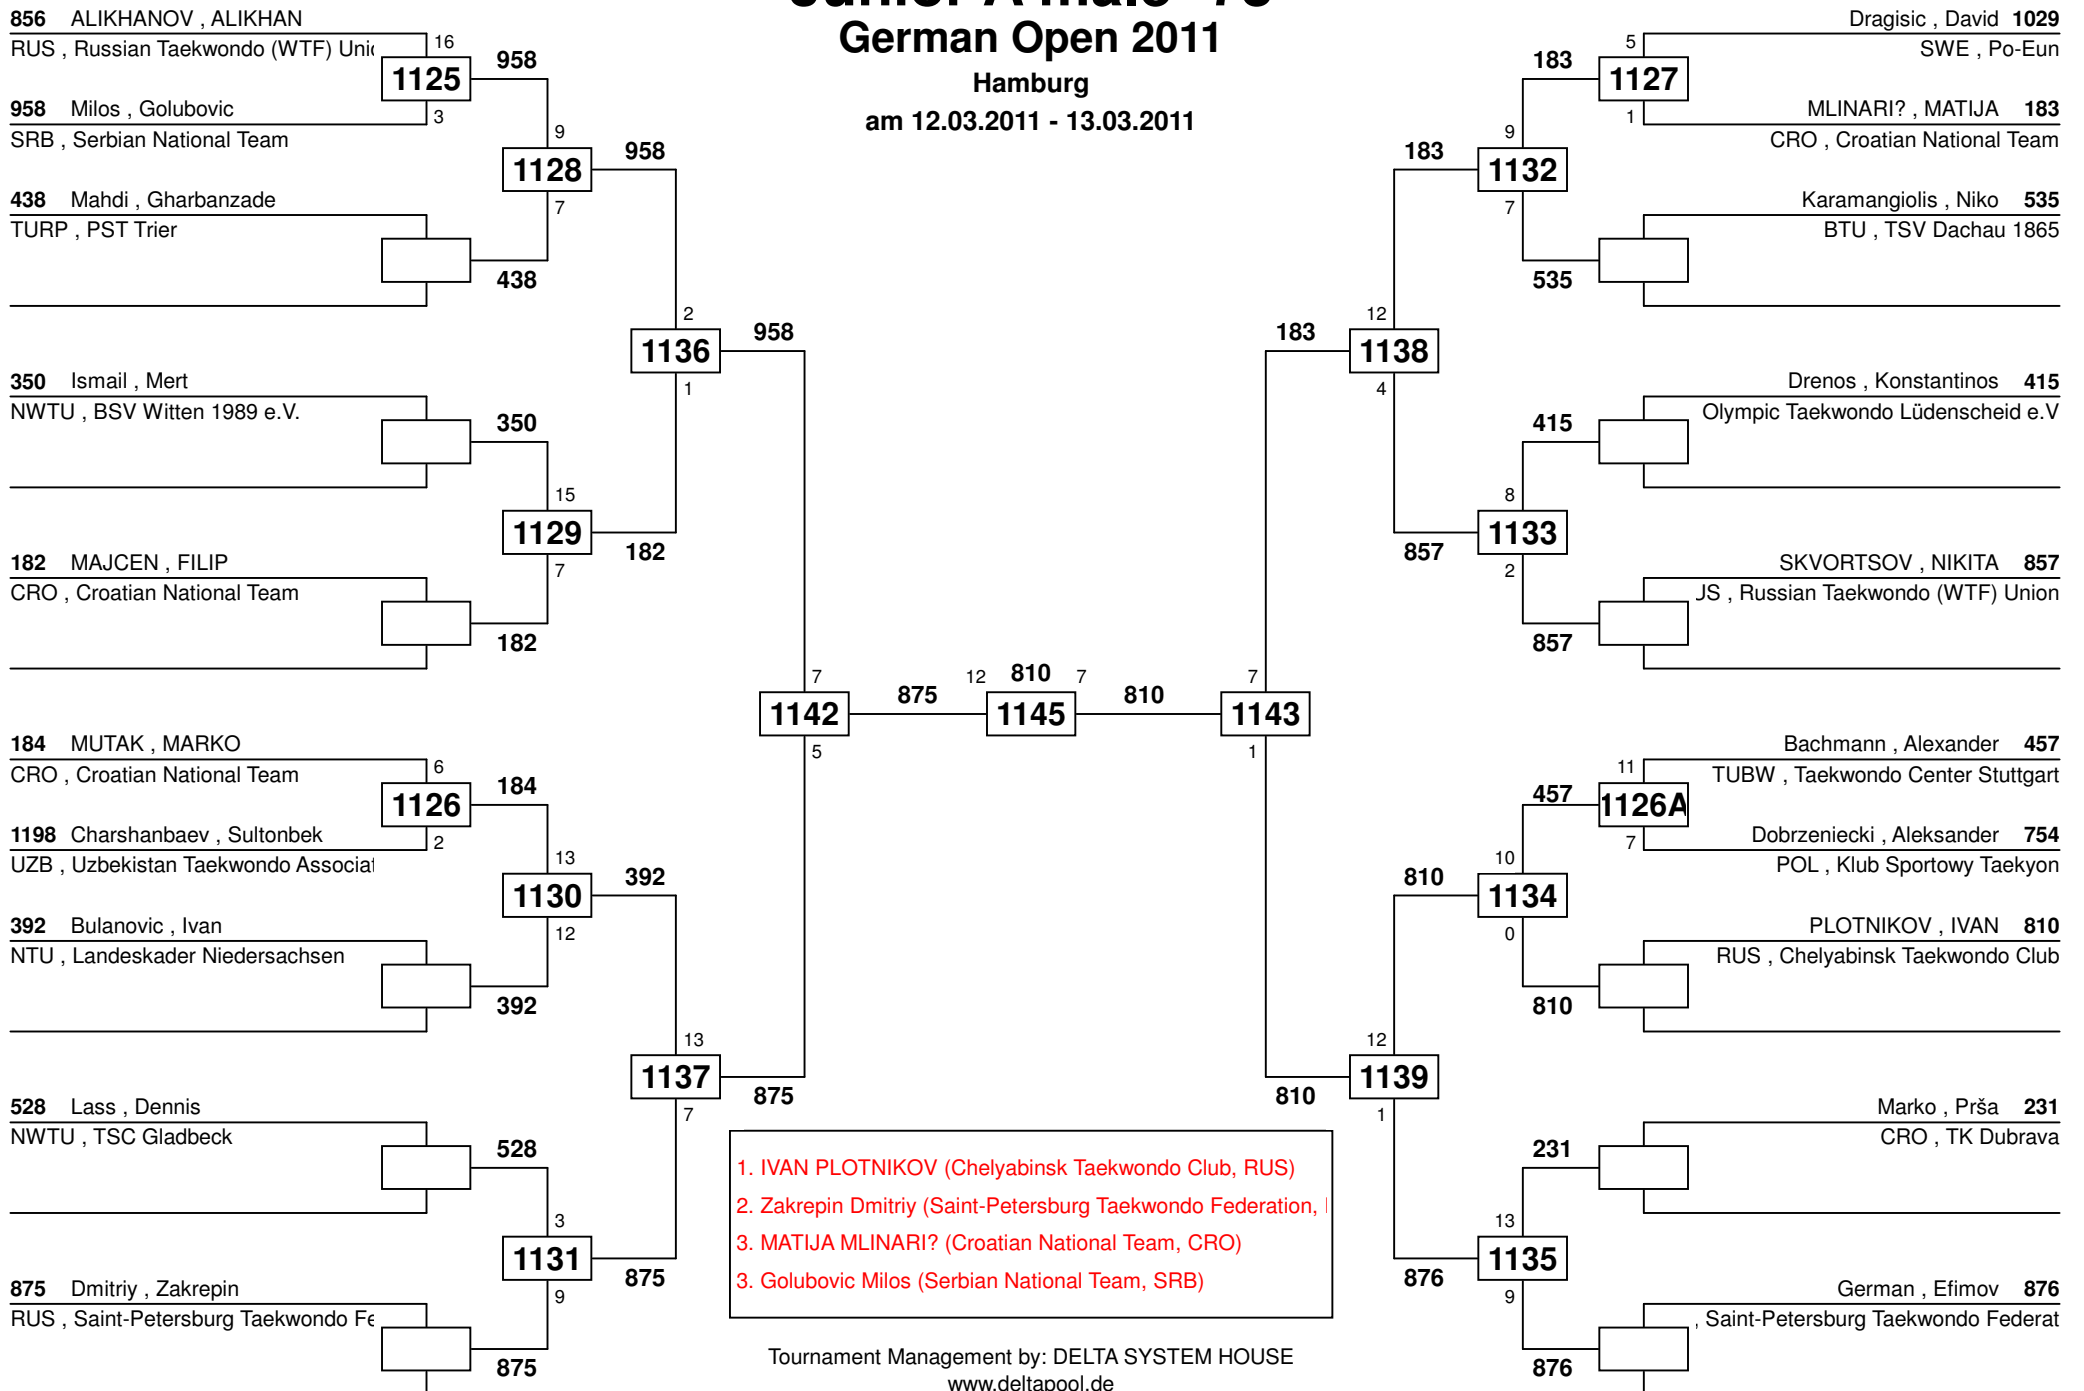 Junior A male -78
German Open 2011
Hamburg
am 12.03.2011 - 13.03.2011
856 ALIKHANOV , ALIKHAN
RUS , Russian Taekwondo (WTF)
16
1125
958
3
958 Milos , Golubovic
SRB , Serbian National Team
9
1128
958
7
438 Mahdi , Gharbanzade
TURP , PST Trier
438
2
1136
958
1
350 Ismail , Mert
NWTU , BSV Witten 1989 e.V.
350
15
1129
182
7
182 MAJCEN , FILIP
CRO , Croatian National Team
182
7
1142
875
5
184 MUTAK , MARKO
CRO , Croatian National Team
6
1126
184
2
1198 Charshanbaev , Sultonbek
UZB , Uzbekistan Taekwondo
13
1130
392
12
392 Bulanovic , Ivan
NTU , Landeskader Niedersachsen
392
13
1137
875
7
528 Lass , Dennis
NWTU , TSC Gladbeck
528
3
1131
875
9
875 Dmitriy , Zakrepin
RUS , Saint-Petersburg Taekwondo
875
12 810 7
1145
Dragisic , David 1029
SWE , Po-Eun
5
183
1127
1
MLINARI? , MATIJA 183
CRO , Croatian National Team
9
183
1132
7
Karamangiolis , Niko 535
BTU , TSV Dachau 1865
535
12
183
1138
4
Drenos , Konstantinos 415
Olympic Taekwondo Lüdenscheid e.V
415
8
1133
857
2
SKVORTSOV , NIKITA 857
, Russian Taekwondo (WTF) Union
857
7
810
1143
1
Bachmann , Alexander 457
TUBW , Taekwondo Center Stuttgart
11
457
1126A
7
Dobrzeniecki , Aleksander 754
POL , Klub Sportowy Taekyon
10
810
1134
0
PLOTNIKOV , IVAN 810
RUS , Chelyabinsk Taekwondo Club
810
12
1139
810
1
Marko , Prša 231
CRO , TK Dubrava
231
13
1135
876
9
German , Efimov 876
, Saint-Petersburg Taekwondo
876
1. IVAN PLOTNIKOV (Chelyabinsk Taekwondo Club, RUS)
2. Zakrepin Dmitriy (Saint-Petersburg Taekwondo Federation,
3. MATIJA MLINARI? (Croatian National Team, CRO)
3. Golubovic Milos (Serbian National Team, SRB)
Tournament Management by: DELTA SYSTEM HOUSE
www.deltapool.de